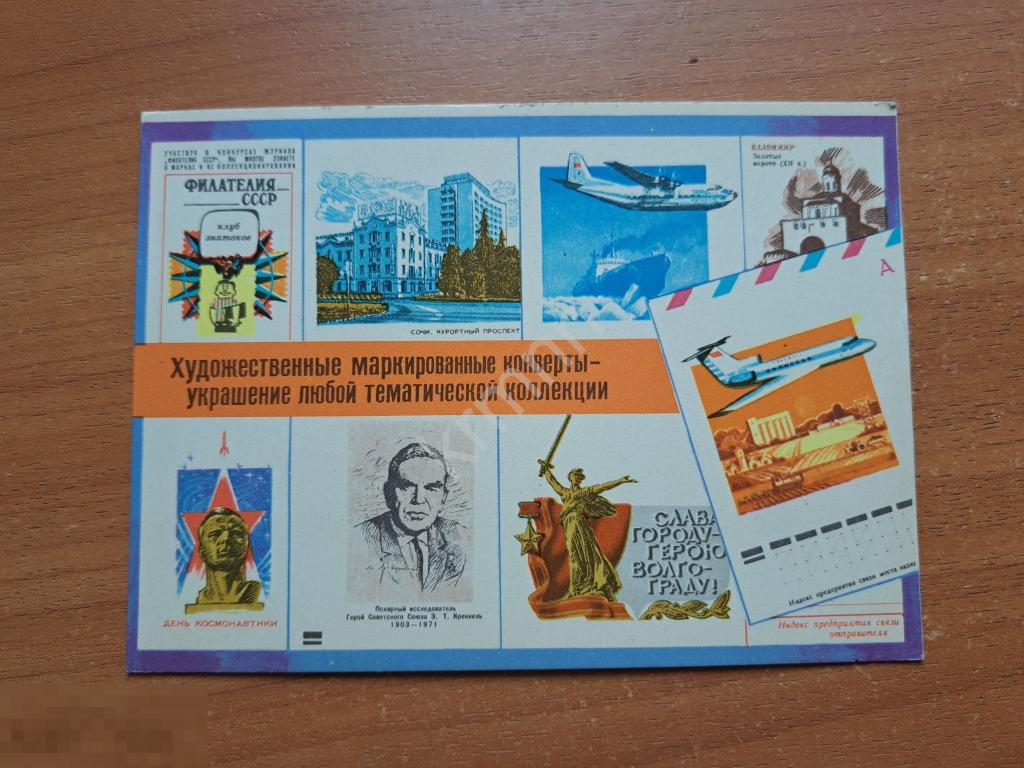 УЧАСТВУЯ В КОНКУРСАХ ЖУРНАЛА
„ФИЛАТЕЛИЯ СССР“, ВЫ МНОГОЕ УЗНАЕТЕ
О МАРКАХ И ИХ КОЛЛЕКЦИОНИРОВАНИИ
ФИЛАТЕЛИЯ
СССР
клуб
знатоков
СОЧИ. КУРОРТНЫЙ ПРОСПЕКТ
ВЛАДИМИР
Золотые
ворота (XII в.)
А
Художественные маркированные конверты–
украшение любой тематической коллекции
ДЕНЬ КОСМОНАВТИКИ
Полярный исследователь
Герой Советского Союза Э. Т. Кренкель
1903—1971
СЛАВА
ГОРОДУ-
ГЕРОЮ
ВОЛГО-
ГРАДУ!
Индекс предприятия связи места назна
Индекс предприятия связи
отправителя